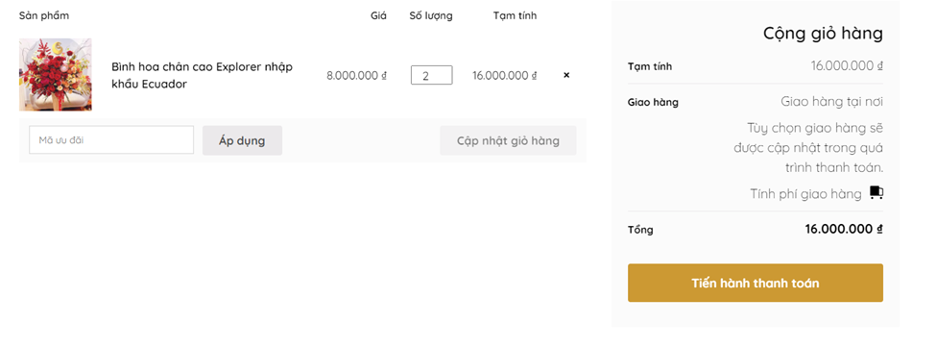 Sản phẩm Giá Số lượng Tạm tính
Bình hoa chân cao Explorer nhập
khẩu Ecuador
8.000.000 ₫ 2 16.000.000 ₫ ×
Mã ưu đãi Áp dụng Cập nhật giỏ hàng
Cộng giỏ hàng
Tạm tính 16.000.000 ₫
Giao hàng Giao hàng tại nơi
Tùy chọn giao hàng sẽ
được cập nhật trong quá
trình thanh toán.
Tính phí giao hàng
Tổng 16.000.000 ₫
Tiến hành thanh toán